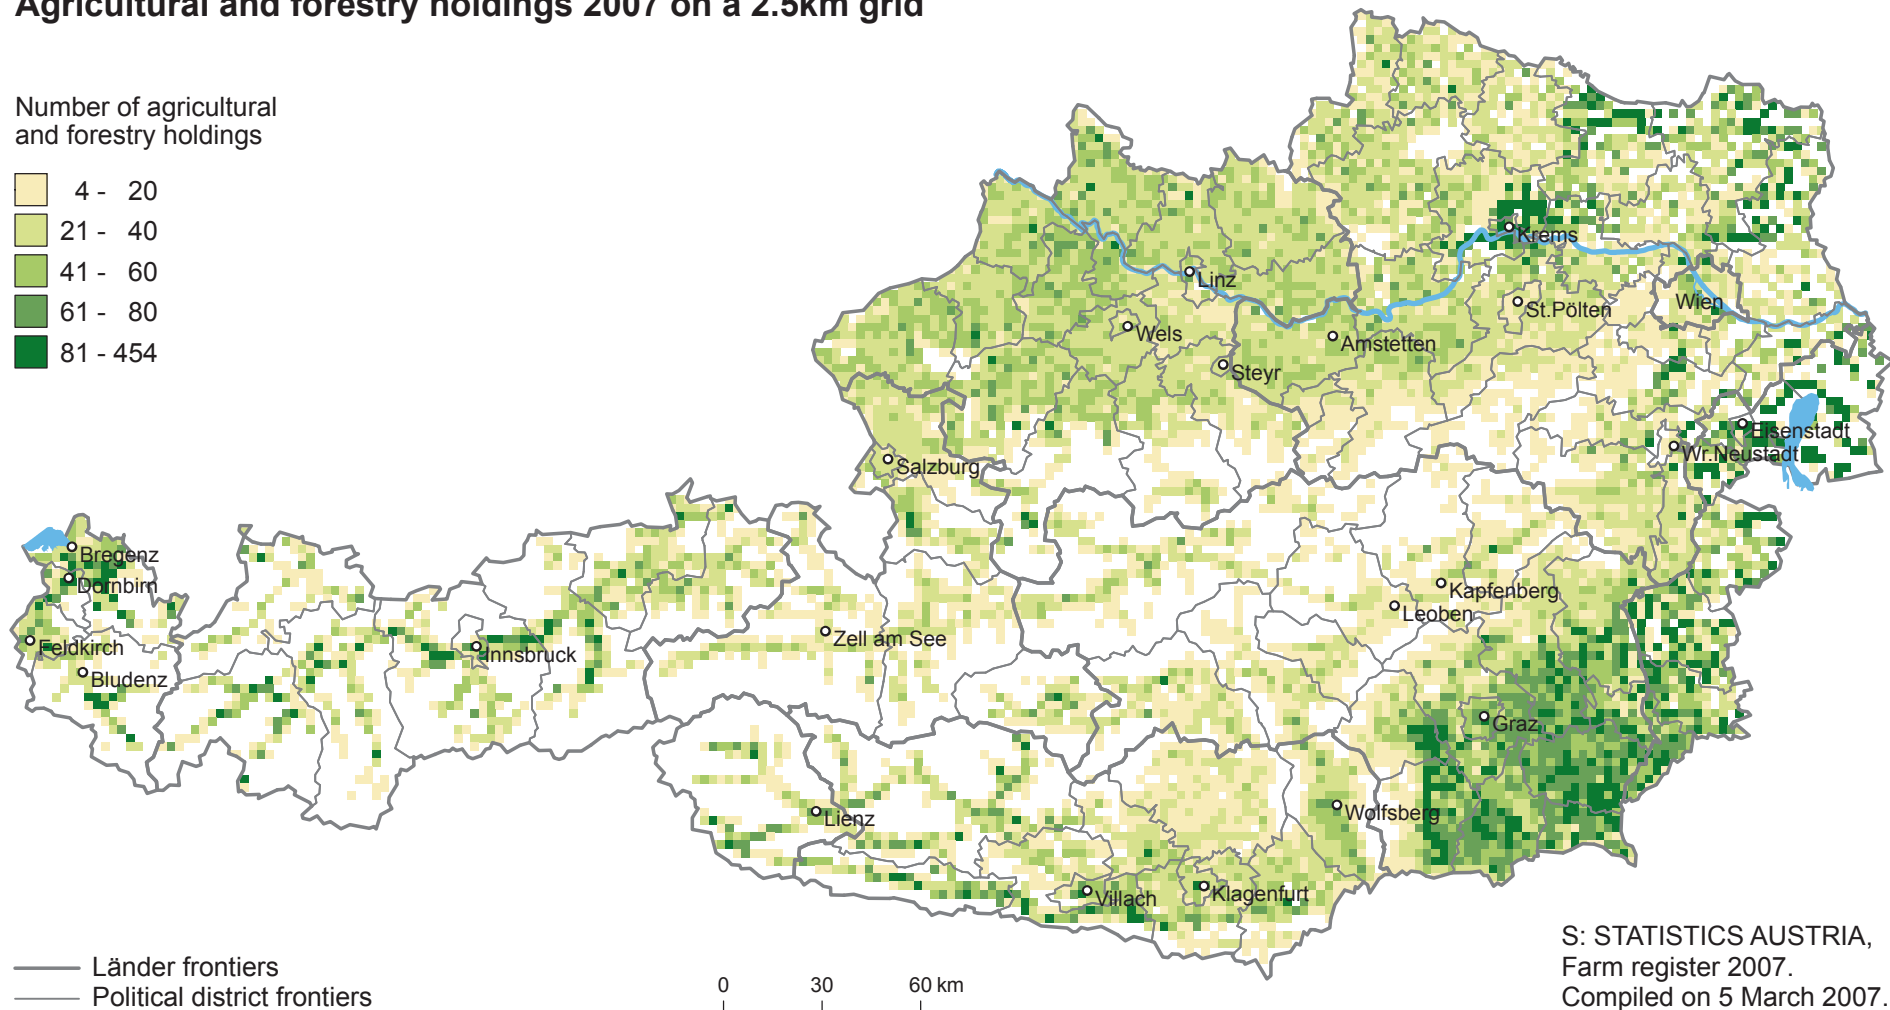 Agricultural and forestry holdings 2007 on a 2.5km grid
Number of agricultural
and forestry holdings
4 - 20
21 - 40
41 - 60
61 - 80
81 - 454
Krems
Linz
St.Pölten
Wien
Wels
Amstetten
Steyr
Eisenstadt
Wr.Neustadt
Salzburg
Bregenz
Dornbirn
Kapfenberg
Leoben
Feldkirch
Innsbruck
Zell am See
Bludenz
Graz
Lienz
Wolfsberg
Villach
Klagenfurt
Länder frontiers
Political district frontiers
0 30 60 km
S: STATISTICS AUSTRIA,
Farm register 2007.
Compiled on 5 March 2007.